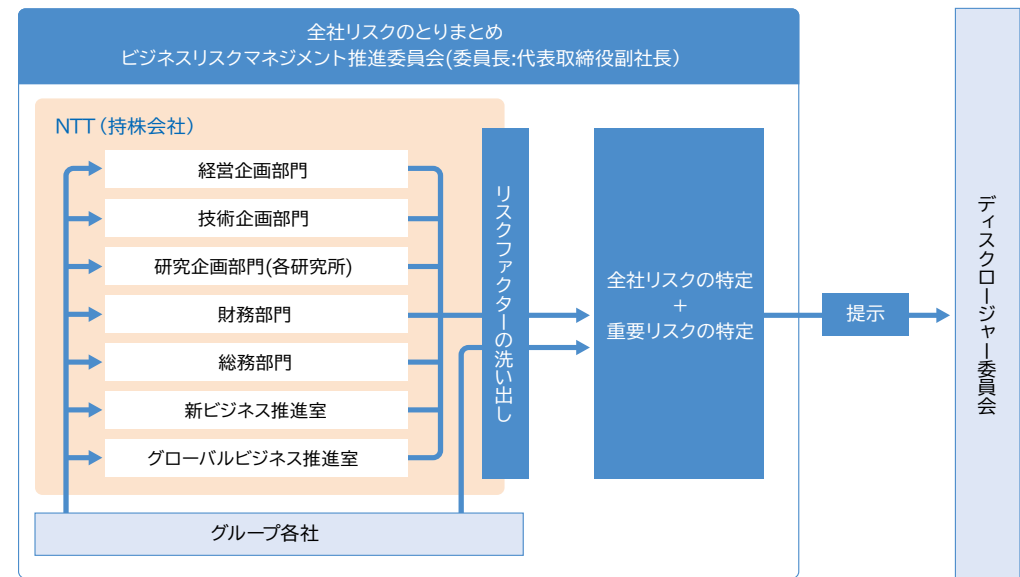 全社リスクのとりまとめ
ビジネスリスクマネジメント推進委員会(委員長:代表取締役副社長)
NTT(持株会社)
経営企画部門
技術企画部門
研究企画部門(各研究所)
財務部門
総務部門
新ビジネス推進室
グローバルビジネス推進室
グループ各社
リスクファクターの洗い出し
全社リスクの特定
+
重要リスクの特定
提示
ディスクロージャー委員会